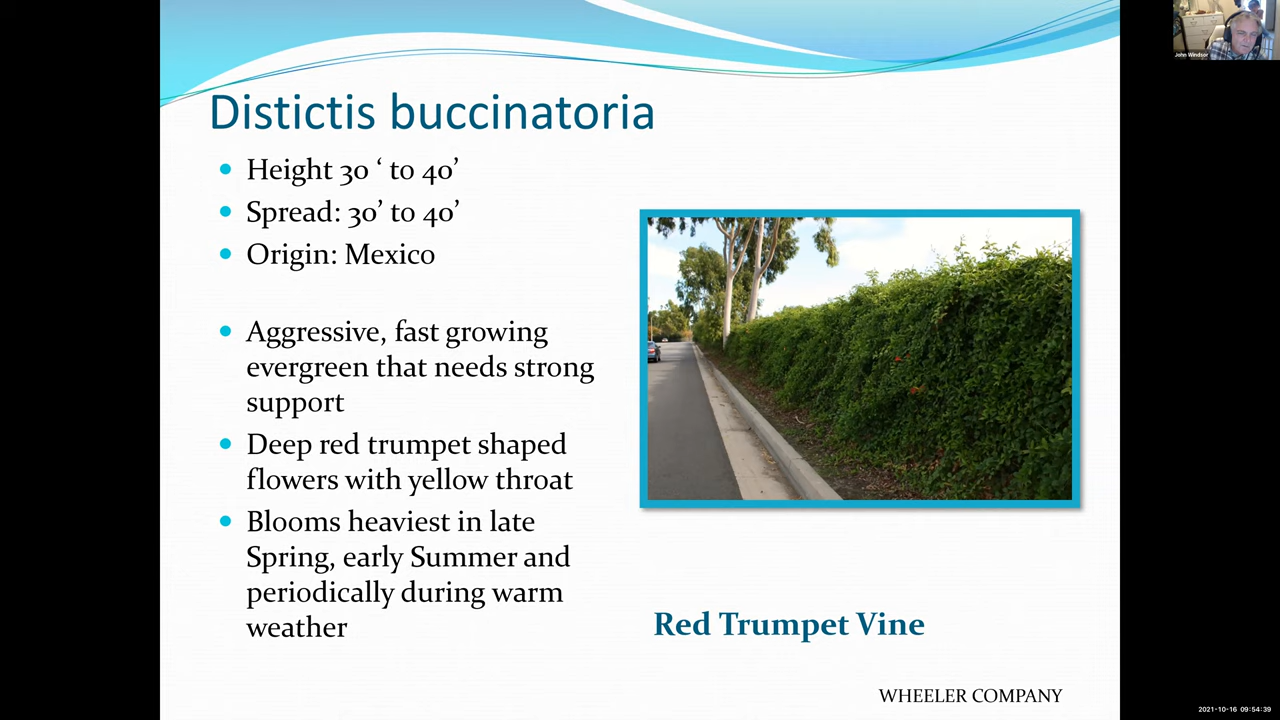 John Windsor
Distictis buccinatoria
Height 30 ‘ to 40’
Spread: 30’ to 40’
Origin: Mexico
Aggressive, fast growing
evergreen that needs strong
support
Deep red trumpet shaped
flowers with yellow throat
Blooms heaviest in late
Spring, early Summer and
periodically during warm
weather
Red Trumpet Vine
WHEELER COMPANY
2021-10-16 09:54:39